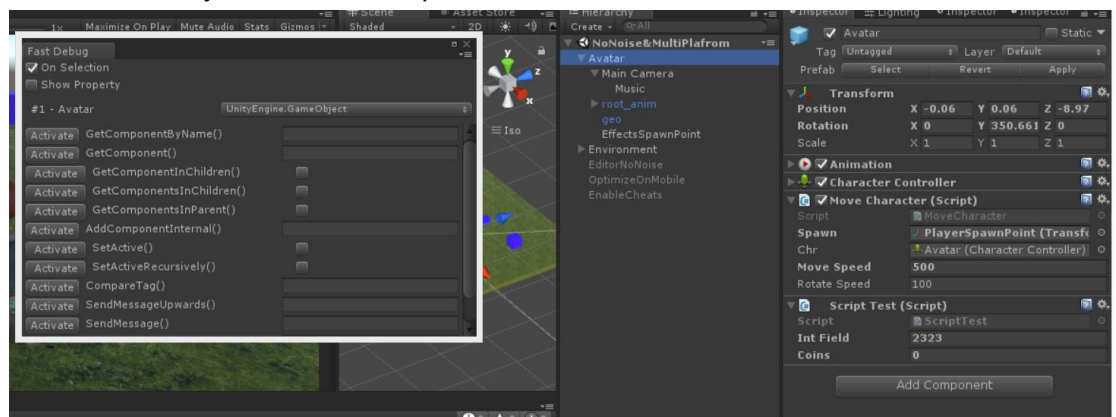 1x Maximize On Play Mute Audio Stats Gizmos
Fast Debug
On Selection
Show Property
#1 - Avatar UnityEngine.GameObject
Activate GetComponentByName()
Activate GetComponent()
Activate GetComponentInChildren()
Activate GetComponentsInChildren()
Activate GetComponentsInParent()
Activate AddComponentInternal()
Activate SetActive()
Activate SetActiveRecursively()
Activate CompareTag()
Activate SendMessageUpwards()
Activate SendMessage()
Scene Asset Store
Shaded 2D
y
z
x
Iso
Hierarchy
Create All
NoNoise&MultiPlafrom
Avatar
Main Camera
Music
root_anim
geo
EffectsSpawnPoint
Environment
EditorNoNoise
OptimizeOnMobile
EnableCheats
Inspector Lighting Inspector Inspector
Avatar Static
Tag Untagged Layer Default
Prefab Select Revert Apply
Transform
Position X -0.06 Y 0.06 Z -8.97
Rotation X 0 Y 350.661 Z 0
Scale X 1 Y 1 Z 1
Animation
Character Controller
Move Character (Script)
Script MoveCharacter
Spawn PlayerSpawnPoint (Transfo
Chr Avatar (Character Controller)
Move Speed 500
Rotate Speed 100
Script Test (Script)
Script ScriptTest
Int Field 2323
Coins 0
Add Component